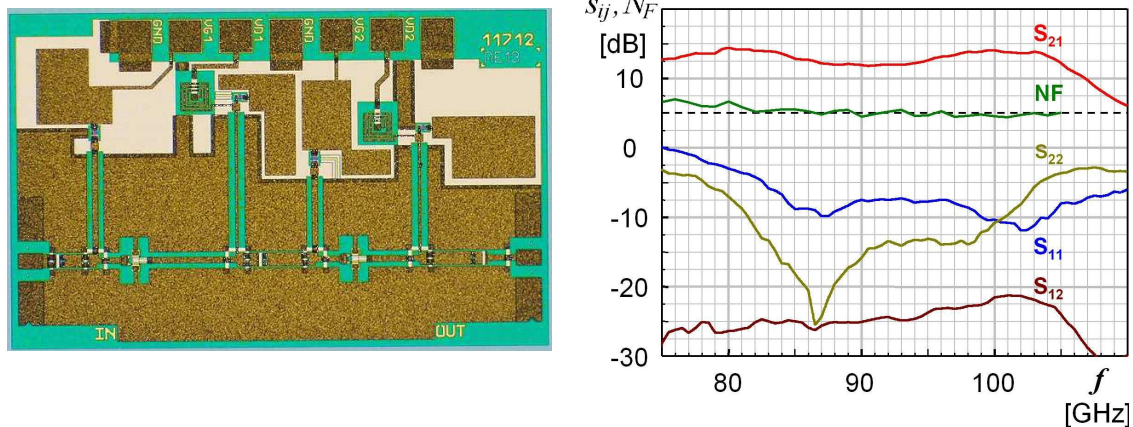 GND
VG1
VD1
GND
VG2
VD2
11712
IN
OUT
s_ij, N_F
[dB]
10
0
-10
-20
-30
80
90
100
f
[GHz]
S21
NF
S22
S11
S12